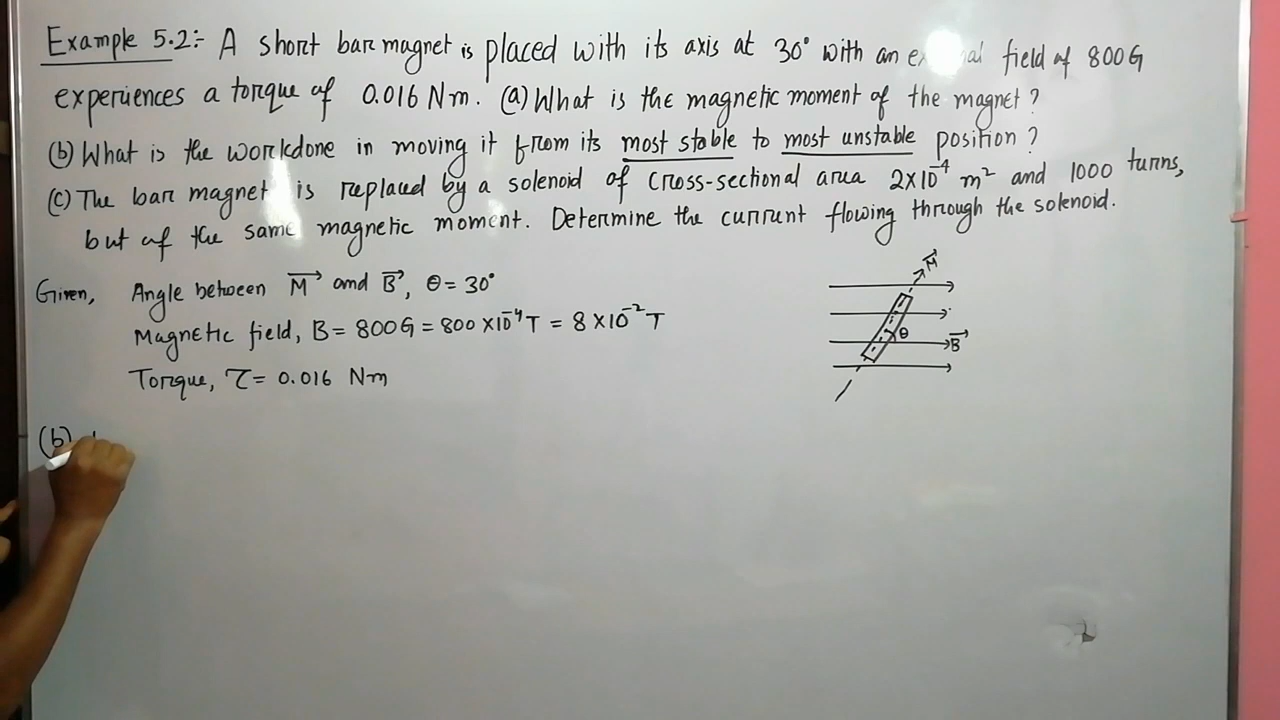 Example 5.2:- A short bar magnet is placed with its axis at 30° with an field of 800G
experiences a torque of 0.016 Nm. (a) What is the magnetic moment of the magnet?
(b) What is the workdone in moving it from its most stable to most unstable position?
(c) The bar magnet is replaced by a solenoid of cross-sectional area 2×10⁻⁴ m² and 1000 turns,
but of the same magnetic moment. Determine the current flowing through the solenoid.
Given, Angle between M⃗ and B⃗, θ = 30°
Magnetic field, B = 800G = 800 ×10⁻⁴T = 8×10⁻² T
Torque, τ = 0.016 Nm
M⃗
θ
B⃗
(b)